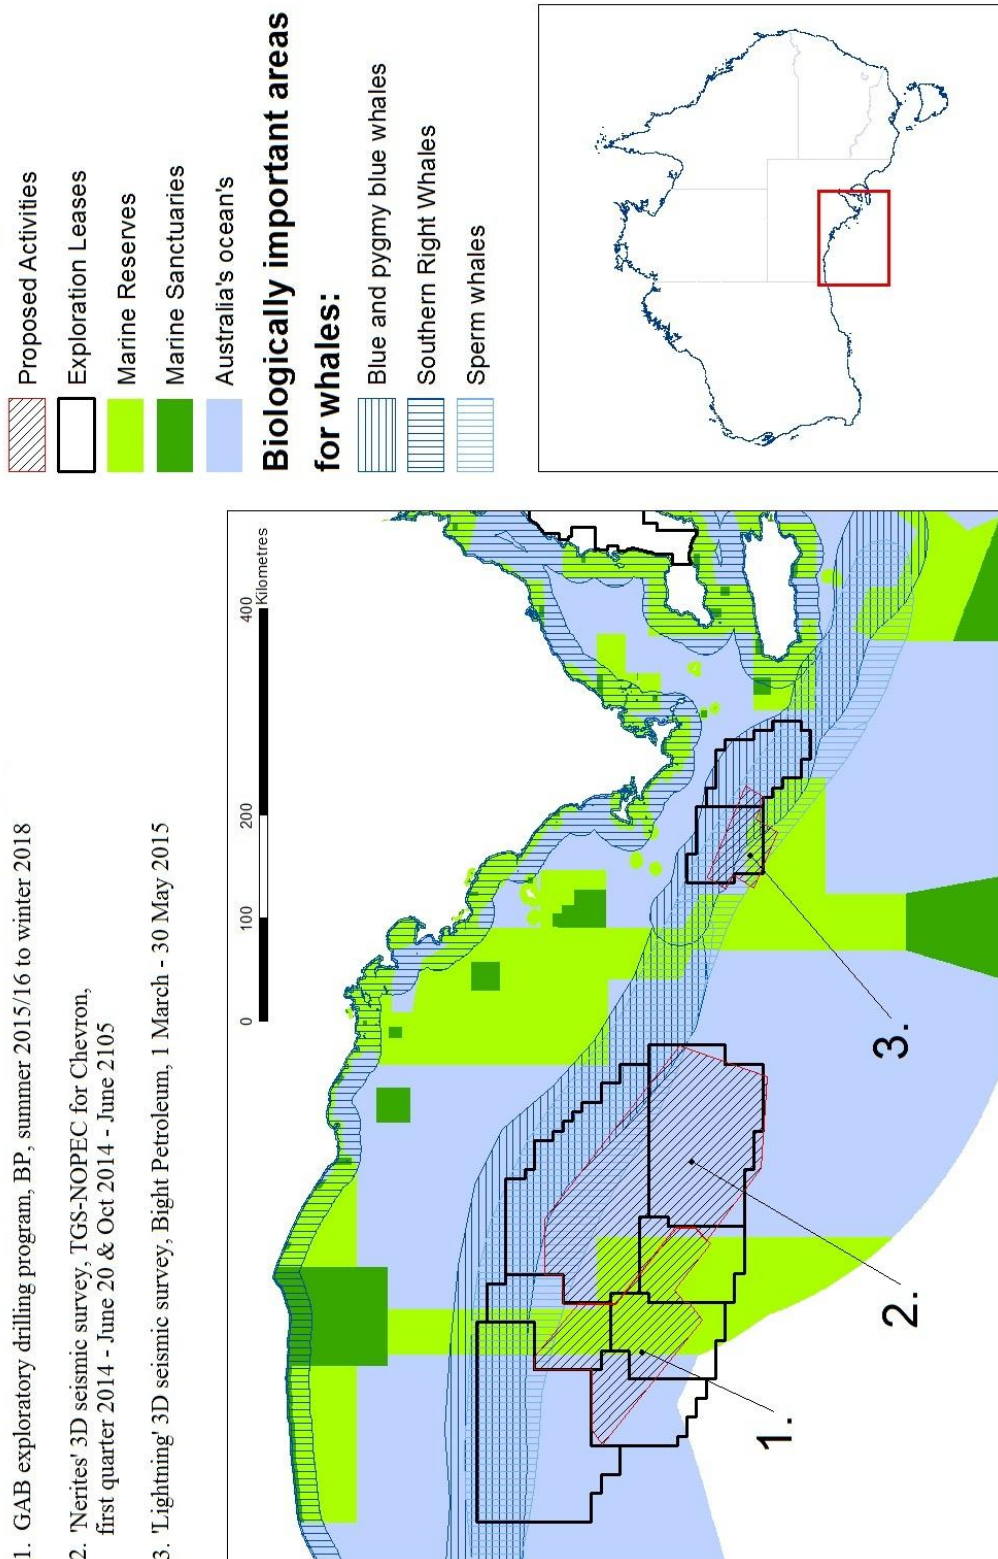 1.  GAB exploratory drilling program, BP, summer 2015/16 to winter 2018
2. 'Nerites' 3D seismic survey, TGS-NOPEC for Chevron,
first quarter 2014 - June 20 & Oct 2014 - June 2105
3. 'Lightning' 3D seismic survey, Bight Petroleum, 1 March - 30 May 2015
Proposed Activities
Exploration Leases
Marine Reserves
Marine Sanctuaries
Australia's ocean's
Biologically important areas
for whales:
Blue and pygmy blue whales
Southern Right Whales
Sperm whales
0 100 200 400
Kilometres
1.
2.
3.